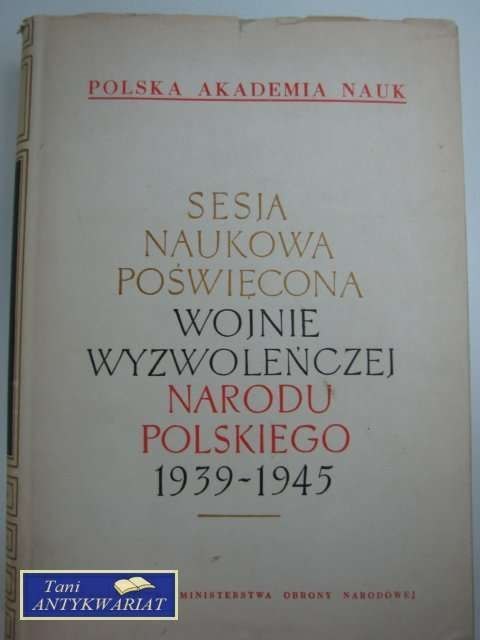 POLSKA AKADEMIA NAUK
SESJA
NAUKOWA
POŚWIĘCONA
WOJNIE
WYZWOLEŃCZEJ
NARODU
POLSKIEGO
1939-1945
MINISTERSTWA OBRONY NARODOWEJ
Tani
ANTYKWARIAT